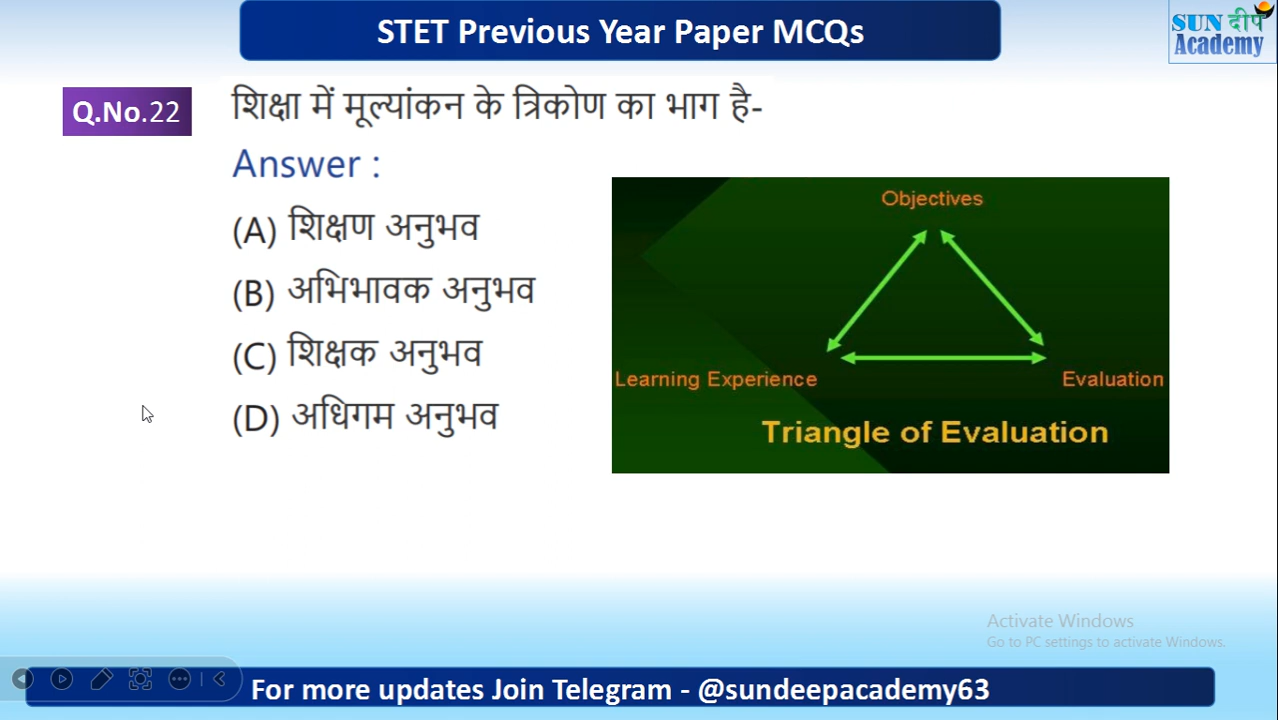 STET Previous Year Paper MCQs
SUN दीप
Academy
Q.No.22
शिक्षा में मूल्यांकन के त्रिकोण का भाग है-
Answer :
(A) शिक्षण अनुभव
(B) अभिभावक अनुभव
(C) शिक्षक अनुभव
(D) अधिगम अनुभव
Objectives
Learning Experience
Evaluation
Triangle of Evaluation
Activate Windows
Go to PC settings to activate Windows.
For more updates Join Telegram - @sundeepacademy63